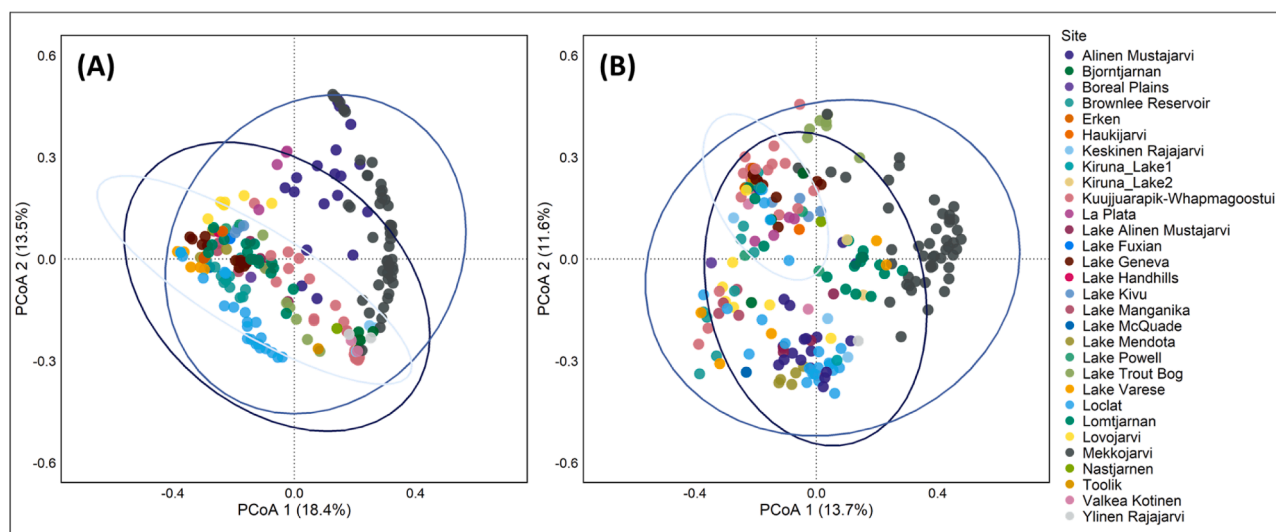 (A)
0.6
0.3
0.0
-0.3
-0.6
PCoA 2 (13.5%)
-0.4
0.0
0.4
PCoA 1 (18.4%)
(B)
0.6
0.3
0.0
-0.3
-0.6
PCoA 2 (11.6%)
-0.4
0.0
0.4
PCoA 1 (13.7%)
Site
Alinen Mustajarvi
Bjorntjarnan
Boreal Plains
Brownlee Reservoir
Erken
Haukijarvi
Keskinen Rajajarvi
Kiruna_Lake1
Kiruna_Lake2
Kuujjuarapik-Whapmagoostui
La Plata
Lake Alinen Mustajarvi
Lake Fuxian
Lake Geneva
Lake Handhills
Lake Kivu
Lake Manganika
Lake McQuade
Lake Mendota
Lake Powell
Lake Trout Bog
Lake Varese
Loclat
Lomtjarnan
Lovojarvi
Mekkojarvi
Nastjarnen
Toolik
Valkea Kotinen
Ylinen Rajajarvi